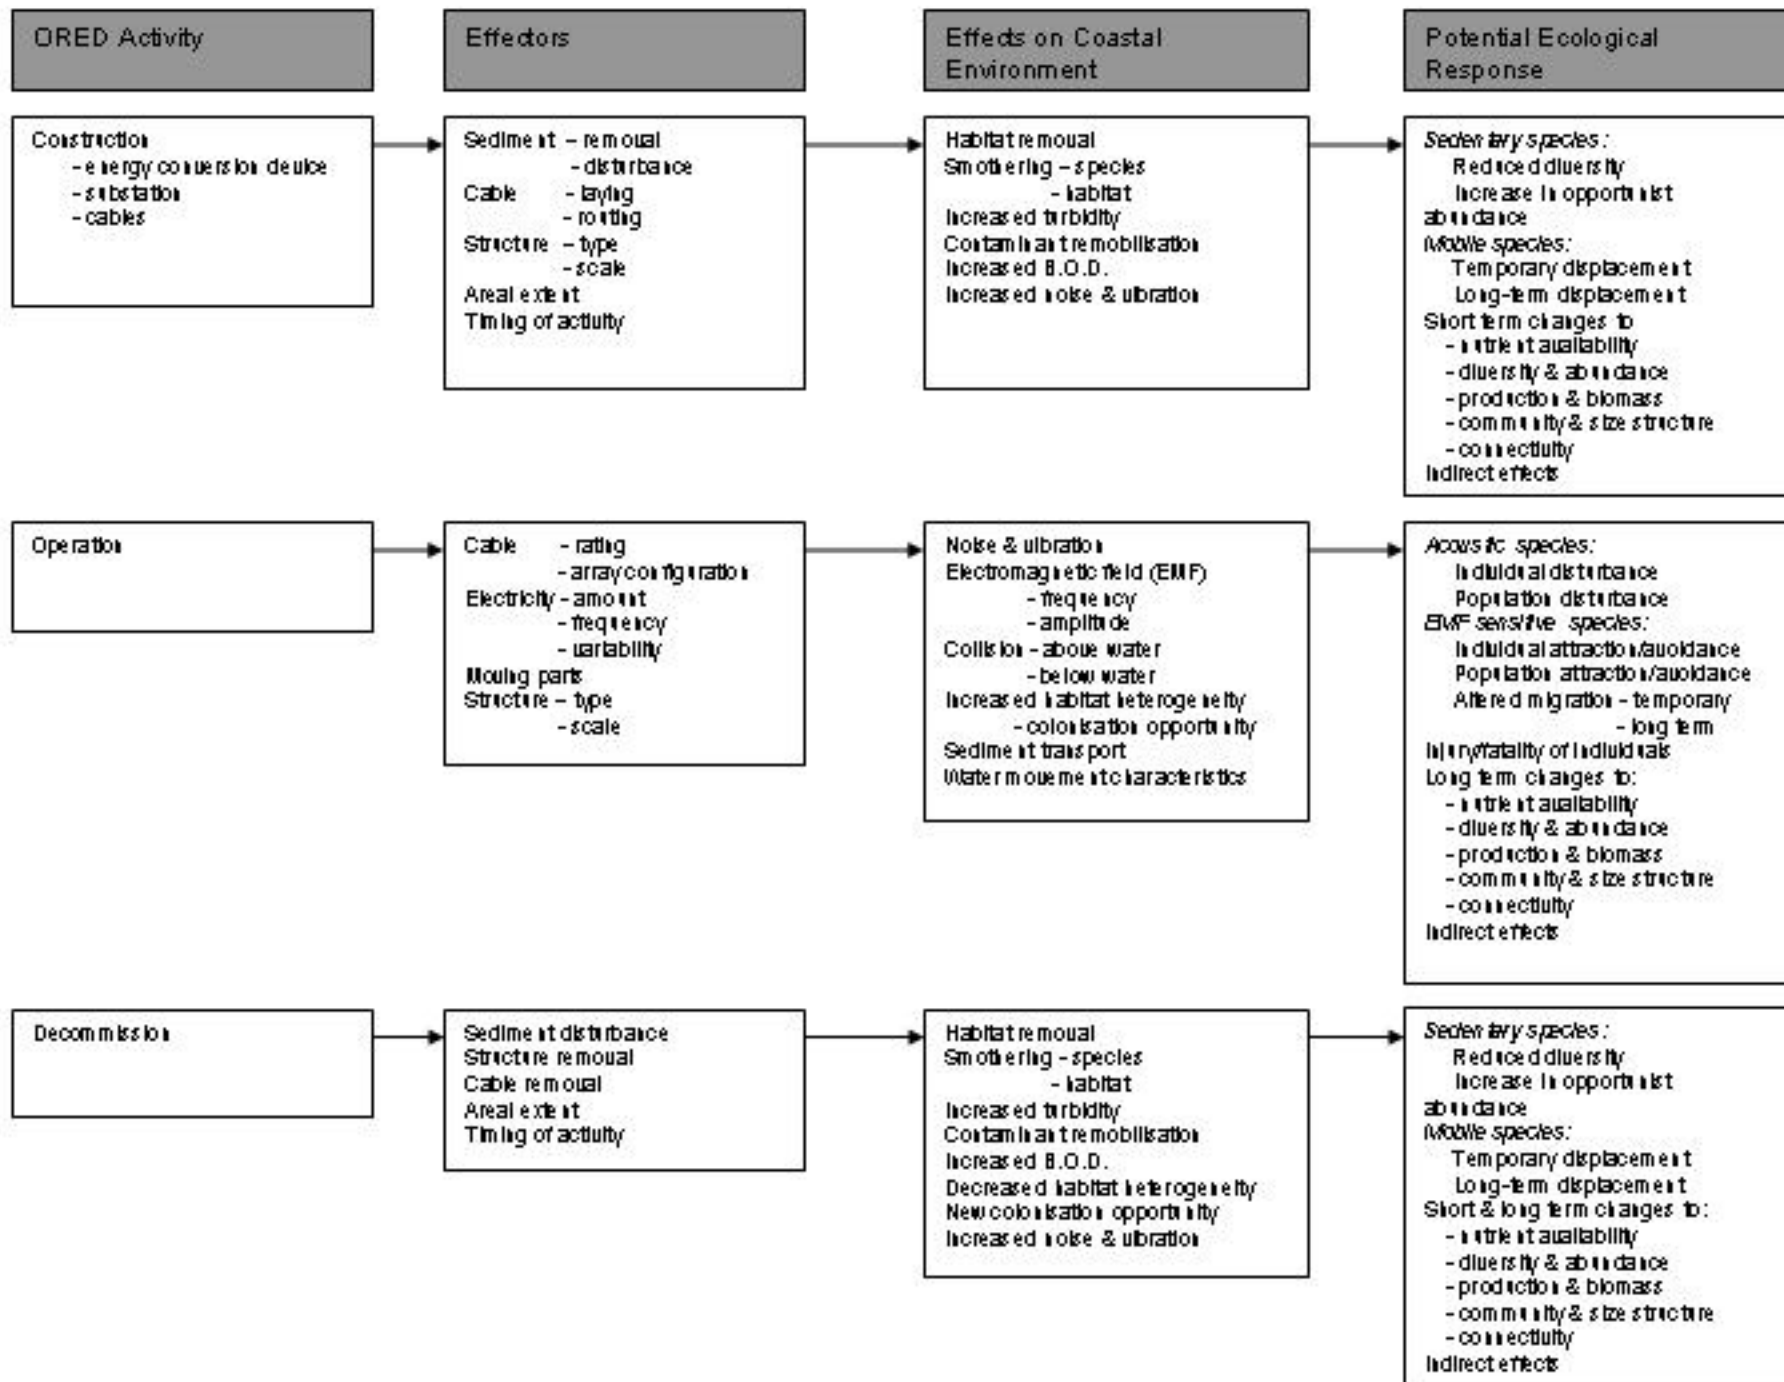 ORED Activity
Effectors
Effects on Coastal
Environment
Potential Ecological
Response
Construction
- energy conversion device
- substation
- cables
Sediment – removal
- disturbance
Cable - laying
- routing
Structure – type
- scale
Areal extent
Timing of activity
Habitat removal
Smothering – species
- habitat
Increased turbidity
Contaminant remobilisation
Increased B.O.D.
Increased noise & vibration
Sedentary species:
Reduced diversity
Increase in opportunist
abundance
Mobile species:
Temporary displacement
Long-term displacement
Short term changes to
- nutrient availability
- diversity & abundance
- production & biomass
- community & size structure
- connectivity
Indirect effects
Operation
Cable - rating
- array configuration
Electricity - amount
- frequency
- variability
Moving parts
Structure – type
- scale
Noise & vibration
Electromagnetic field (EMF)
- frequency
- amplitude
Collision - above water
- below water
Increased habitat heterogeneity
- colonisation opportunity
Sediment transport
Water movement characteristics
Acoustic species:
Individual disturbance
Population disturbance
EMF sensitive species:
Individual attraction/avoidance
Population attraction/avoidance
Altered migration - temporary
- long term
Injury/fatality of individuals
Long term changes to:
- nutrient availability
- diversity & abundance
- production & biomass
- community & size structure
- connectivity
Indirect effects
Decommission
Sediment disturbance
Structure removal
Cable removal
Areal extent
Timing of activity
Habitat removal
Smothering - species
- habitat
Increased turbidity
Contaminant remobilisation
Increased B.O.D.
Decreased habitat heterogeneity
New colonisation opportunity
Increased noise & vibration
Sedentary species:
Reduced diversity
Increase in opportunist
abundance
Mobile species:
Temporary displacement
Long-term displacement
Short & long term changes to:
- nutrient availability
- diversity & abundance
- production & biomass
- community & size structure
- connectivity
Indirect effects